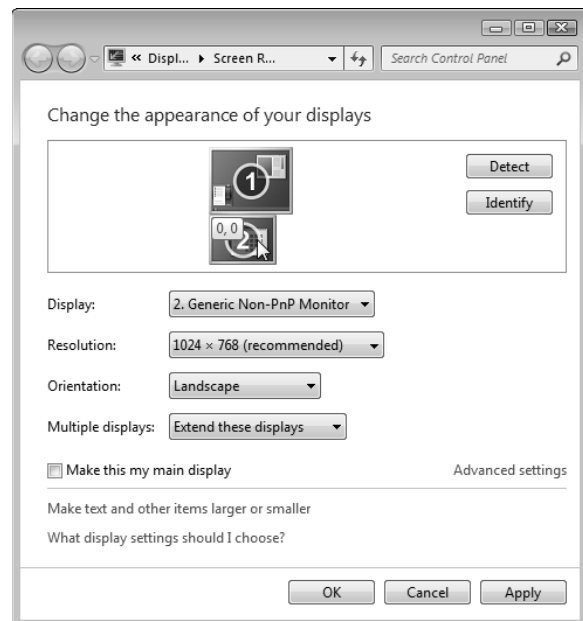 « Displ... ▸ Screen R... Search Control Panel
Change the appearance of your displays
1
Detect
Identify
0, 0
2
Display: 2. Generic Non-PnP Monitor
Resolution: 1024 × 768 (recommended)
Orientation: Landscape
Multiple displays: Extend these displays
Make this my main display Advanced settings
Make text and other items larger or smaller
What display settings should I choose?
OK Cancel Apply